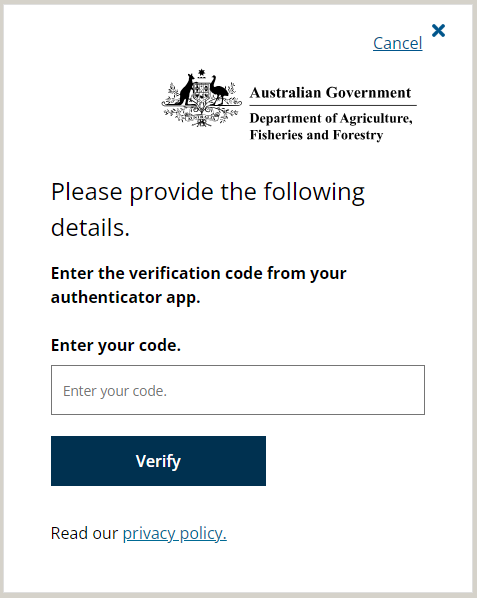 Cancel
Australian Government
Department of Agriculture,
Fisheries and Forestry
Please provide the following
details.
Enter the verification code from your
authenticator app.
Enter your code.
Enter your code.
Verify
Read our privacy policy.